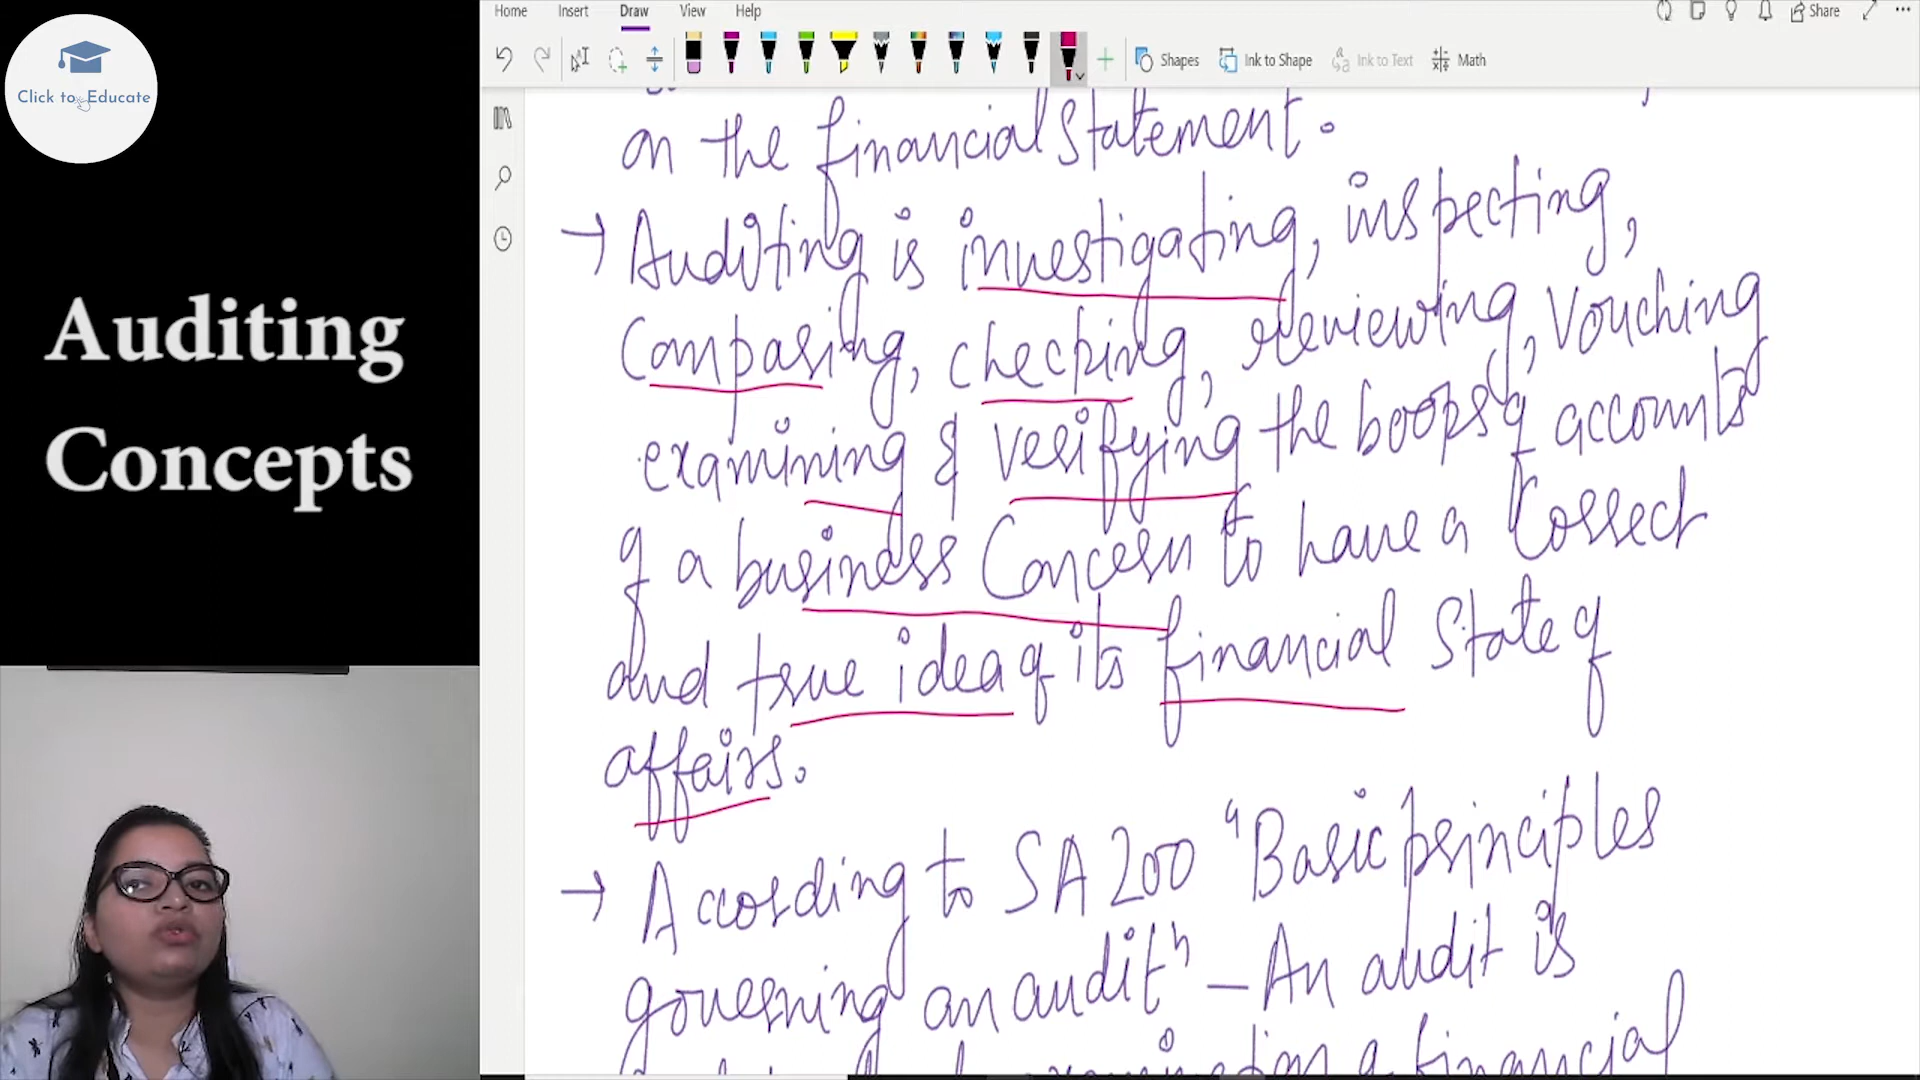 Click to Educate
Auditing
Concepts
Home Insert Draw View Help
Share
Shapes Ink to Shape Ink to Text Math
on the financial statement.
→ Auditing is investigating, inspecting,
Comparing, checking, reviewing, vouching
examining & verifying the books of accounts
of a business Concern to have a Correct
and true idea of its financial state of
affairs.
→ According to SA 200 "Basic principles
governing an audit" – An audit is
financial